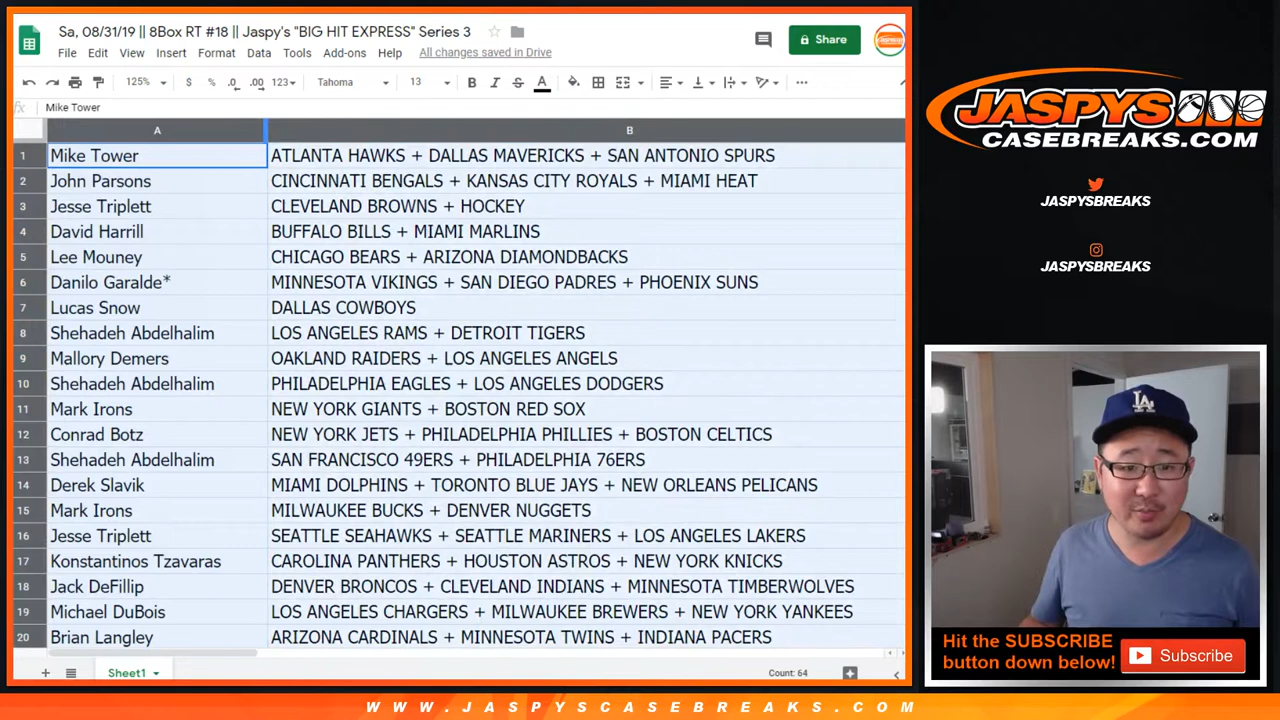 Sa, 08/31/19 || 8Box RT #18 || Jaspy's "BIG HIT EXPRESS" Series 3
File Edit View Insert Format Data Tools Add-ons Help All changes saved in Drive
Share
125% $ % .0 .00 123 Tahoma 13 B I S A
fx Mike Tower
A B
1 Mike Tower ATLANTA HAWKS + DALLAS MAVERICKS + SAN ANTONIO SPURS
2 John Parsons CINCINNATI BENGALS + KANSAS CITY ROYALS + MIAMI HEAT
3 Jesse Triplett CLEVELAND BROWNS + HOCKEY
4 David Harrill BUFFALO BILLS + MIAMI MARLINS
5 Lee Mouney CHICAGO BEARS + ARIZONA DIAMONDBACKS
6 Danilo Garalde* MINNESOTA VIKINGS + SAN DIEGO PADRES + PHOENIX SUNS
7 Lucas Snow DALLAS COWBOYS
8 Shehadeh Abdelhalim LOS ANGELES RAMS + DETROIT TIGERS
9 Mallory Demers OAKLAND RAIDERS + LOS ANGELES ANGELS
10 Shehadeh Abdelhalim PHILADELPHIA EAGLES + LOS ANGELES DODGERS
11 Mark Irons NEW YORK GIANTS + BOSTON RED SOX
12 Conrad Botz NEW YORK JETS + PHILADELPHIA PHILLIES + BOSTON CELTICS
13 Shehadeh Abdelhalim SAN FRANCISCO 49ERS + PHILADELPHIA 76ERS
14 Derek Slavik MIAMI DOLPHINS + TORONTO BLUE JAYS + NEW ORLEANS PELICANS
15 Mark Irons MILWAUKEE BUCKS + DENVER NUGGETS
16 Jesse Triplett SEATTLE SEAHAWKS + SEATTLE MARINERS + LOS ANGELES LAKERS
17 Konstantinos Tzavaras CAROLINA PANTHERS + HOUSTON ASTROS + NEW YORK KNICKS
18 Jack DeFillip DENVER BRONCOS + CLEVELAND INDIANS + MINNESOTA TIMBERWOLVES
19 Michael DuBois LOS ANGELES CHARGERS + MILWAUKEE BREWERS + NEW YORK YANKEES
20 Brian Langley ARIZONA CARDINALS + MINNESOTA TWINS + INDIANA PACERS
Sheet1 Count: 64
JASPYS
CASEBREAKS.COM
JASPYSBREAKS
JASPYSBREAKS
LA
Hit the SUBSCRIBE
button down below!
Subscribe
WWW.JASPYSCASEBREAKS.COM